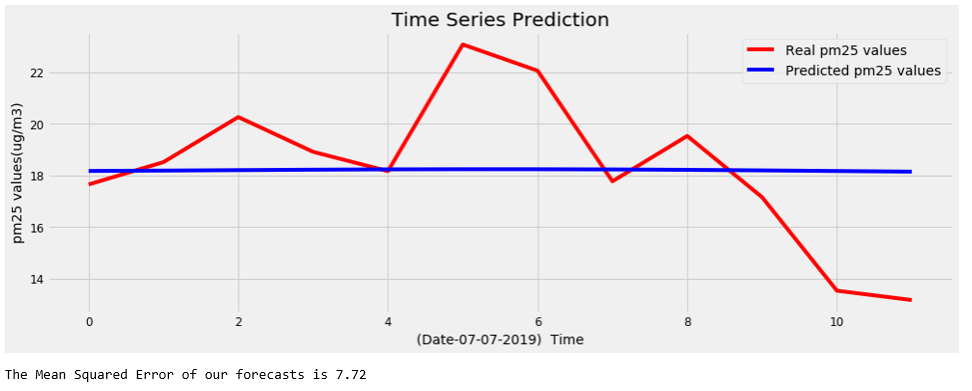 Time Series Prediction
Real pm25 values
Predicted pm25 values
pm25 values(ug/m3)
22
20
18
16
14
0 2 4 6 8 10
(Date-07-07-2019) Time
The Mean Squared Error of our forecasts is 7.72